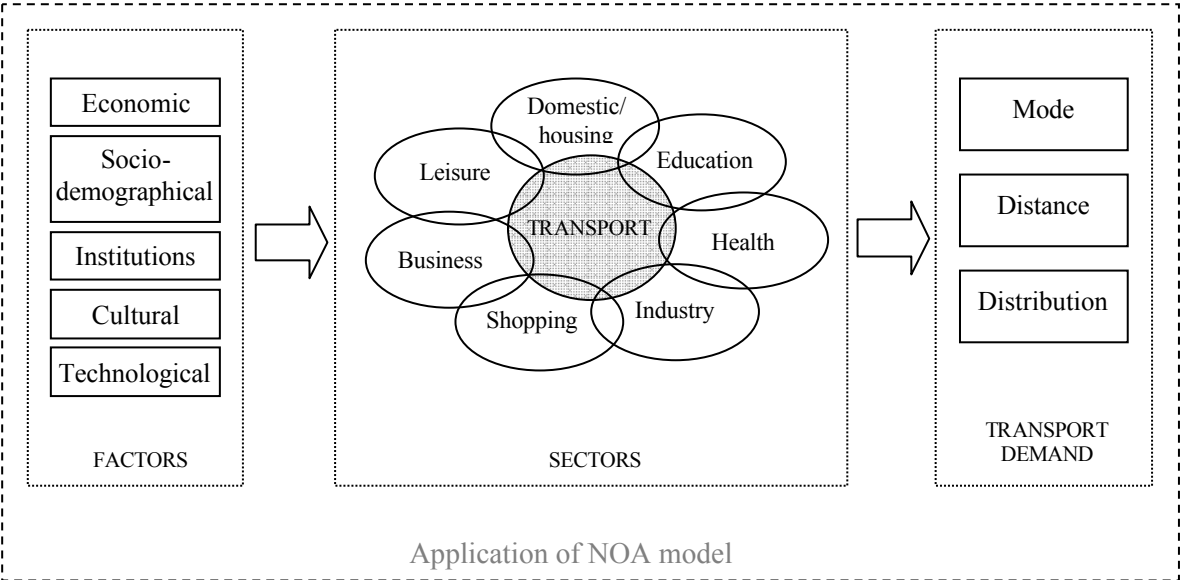 Economic
Socio-
demographical
Institutions
Cultural
Technological
FACTORS
Domestic/
housing
Education
Leisure
TRANSPORT
Health
Business
Industry
Shopping
SECTORS
Mode
Distance
Distribution
TRANSPORT
DEMAND
Application of NOA model